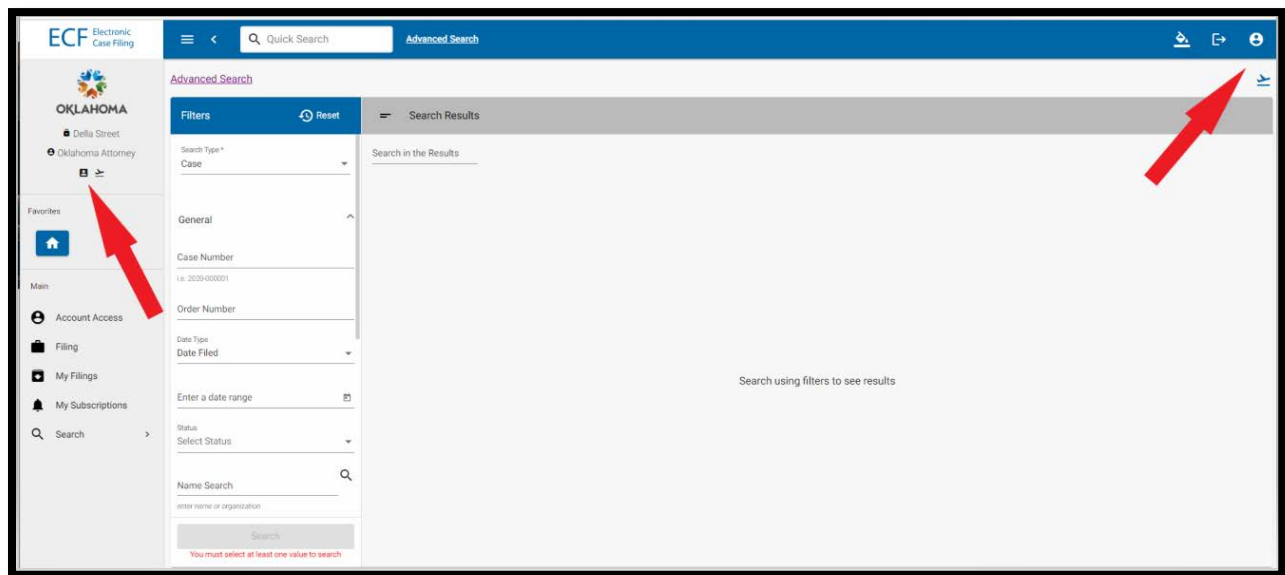 ECF Electronic Case Filing
Quick Search
Advanced Search
OKLAHOMA
Della Street
Oklahoma Attorney
Favorites
Main
Account Access
Filing
My Filings
My Subscriptions
Search
Advanced Search
Filters
Reset
Search Type *
Case
General
Case Number
i.e. 2020-000001
Order Number
Date Type
Date Filed
Enter a date range
Status
Select Status
Name Search
enter name or organization
Search
You must select at least one value to search
Search Results
Search in the Results
Search using filters to see results